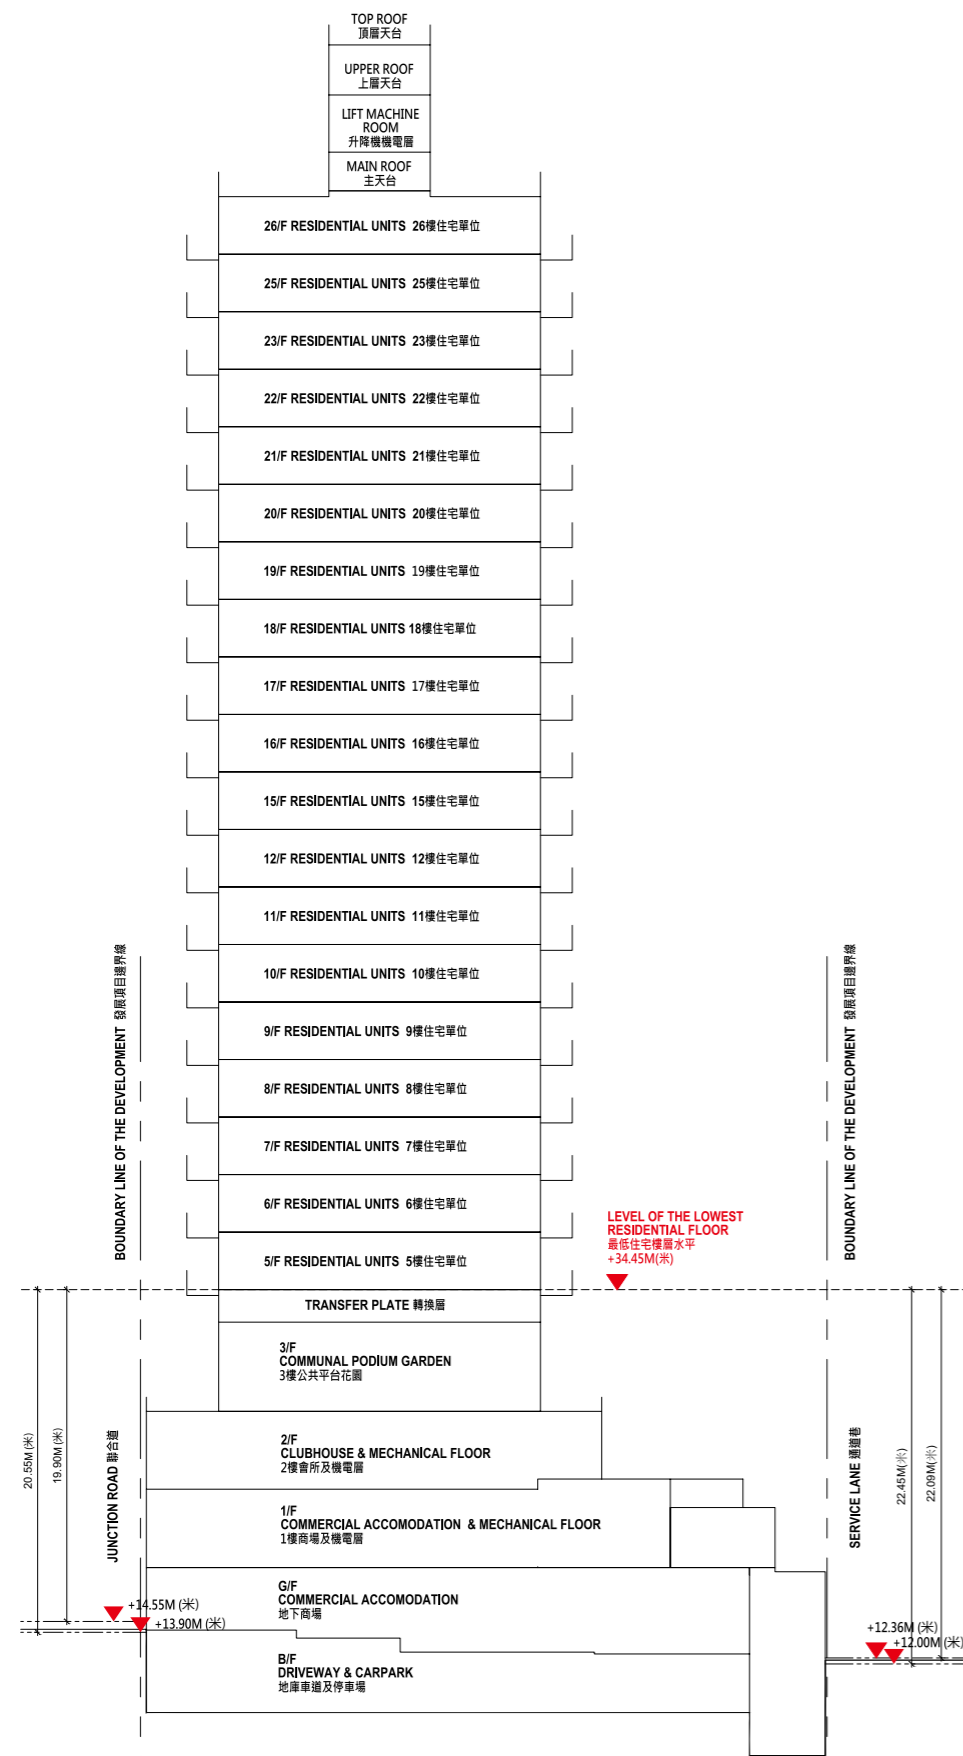 TOP ROOF
頂層天台
UPPER ROOF
上層天台
LIFT MACHINE
ROOM
升降機機電層
MAIN ROOF
主天台
26/F RESIDENTIAL UNITS 26樓住宅單位
25/F RESIDENTIAL UNITS 25樓住宅單位
23/F RESIDENTIAL UNITS 23樓住宅單位
22/F RESIDENTIAL UNITS 22樓住宅單位
21/F RESIDENTIAL UNITS 21樓住宅單位
20/F RESIDENTIAL UNITS 20樓住宅單位
19/F RESIDENTIAL UNITS 19樓住宅單位
18/F RESIDENTIAL UNITS 18樓住宅單位
17/F RESIDENTIAL UNITS 17樓住宅單位
16/F RESIDENTIAL UNITS 16樓住宅單位
15/F RESIDENTIAL UNITS 15樓住宅單位
12/F RESIDENTIAL UNITS 12樓住宅單位
11/F RESIDENTIAL UNITS 11樓住宅單位
10/F RESIDENTIAL UNITS 10樓住宅單位
9/F RESIDENTIAL UNITS 9樓住宅單位
8/F RESIDENTIAL UNITS 8樓住宅單位
7/F RESIDENTIAL UNITS 7樓住宅單位
6/F RESIDENTIAL UNITS 6樓住宅單位
5/F RESIDENTIAL UNITS 5樓住宅單位
BOUNDARY LINE OF THE DEVELOPMENT 發展項目邊界線
BOUNDARY LINE OF THE DEVELOPMENT 發展項目邊界線
LEVEL OF THE LOWEST
RESIDENTIAL FLOOR
最低住宅樓層水平
+34.45M(米)
TRANSFER PLATE 轉換層
3/F
COMMUNAL PODIUM GARDEN
3樓公共平台花園
2/F
CLUBHOUSE & MECHANICAL FLOOR
2樓會所及機電層
1/F
COMMERCIAL ACCOMODATION & MECHANICAL FLOOR
1樓商場及機電層
G/F
COMMERCIAL ACCOMODATION
地下商場
B/F
DRIVEWAY & CARPARK
地庫車道及停車場
20.55M (米)
19.90M (米)
JUNCTION ROAD 聯合道
+14.55M (米)
+13.90M (米)
SERVICE LANE 通道巷
22.45M(米)
22.09M(米)
+12.36M (米)
+12.00M (米)